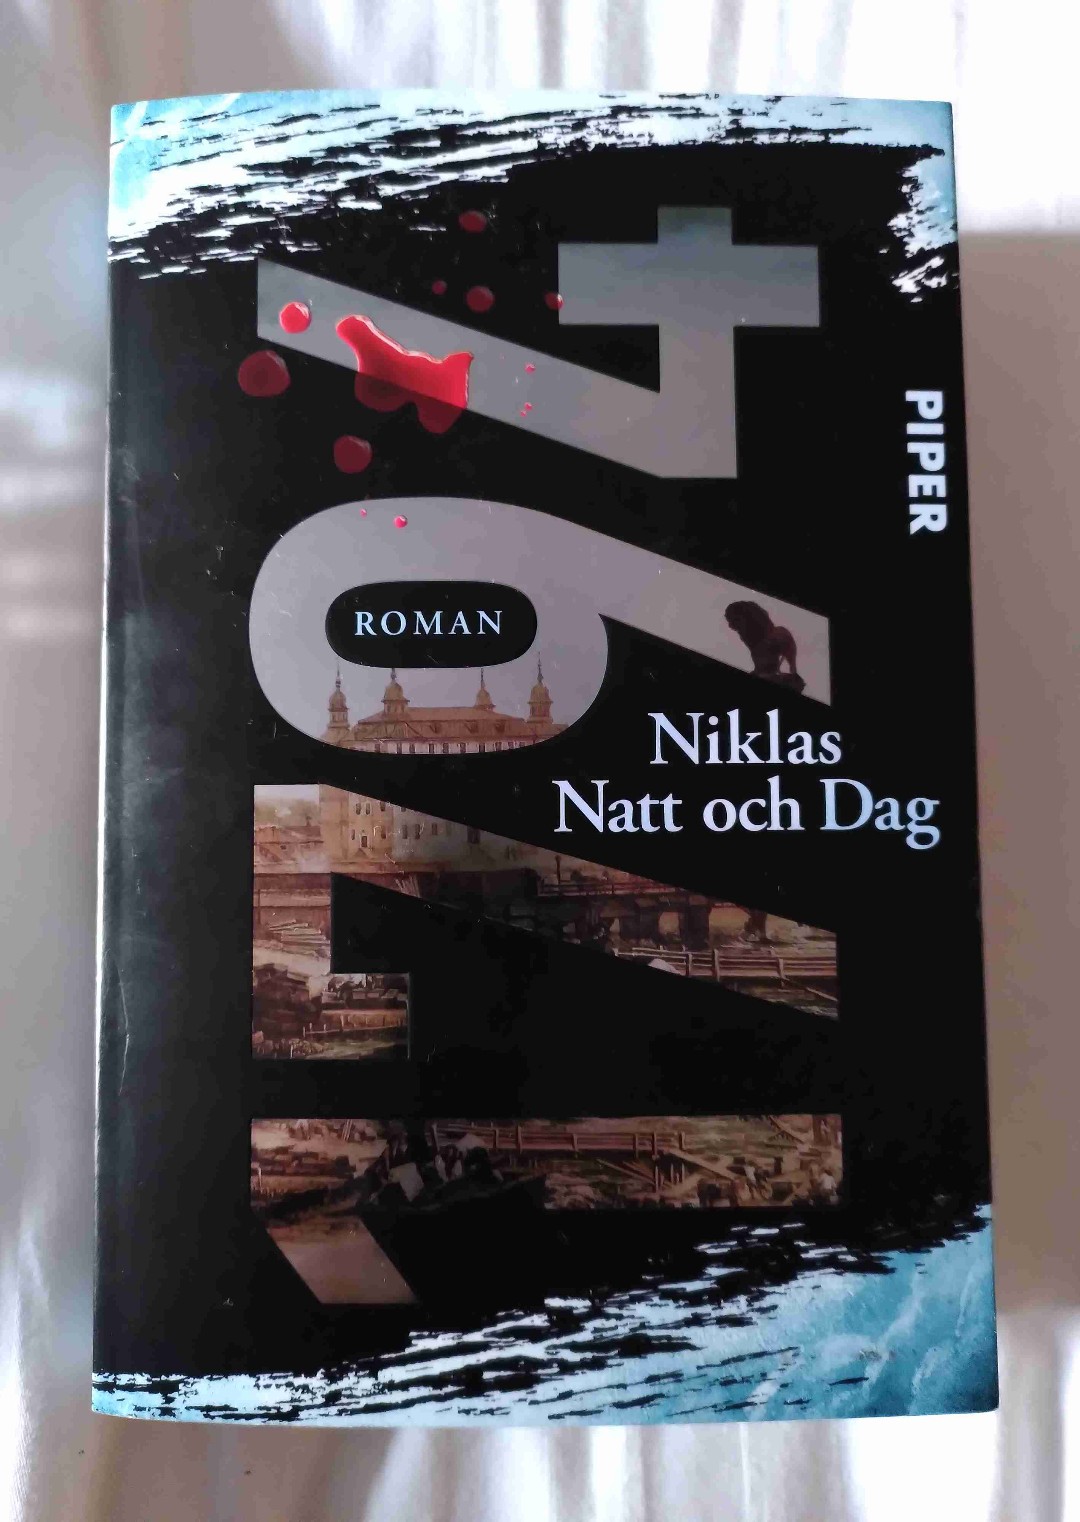 1794
ROMAN
Niklas
Natt och Dag
PIPER